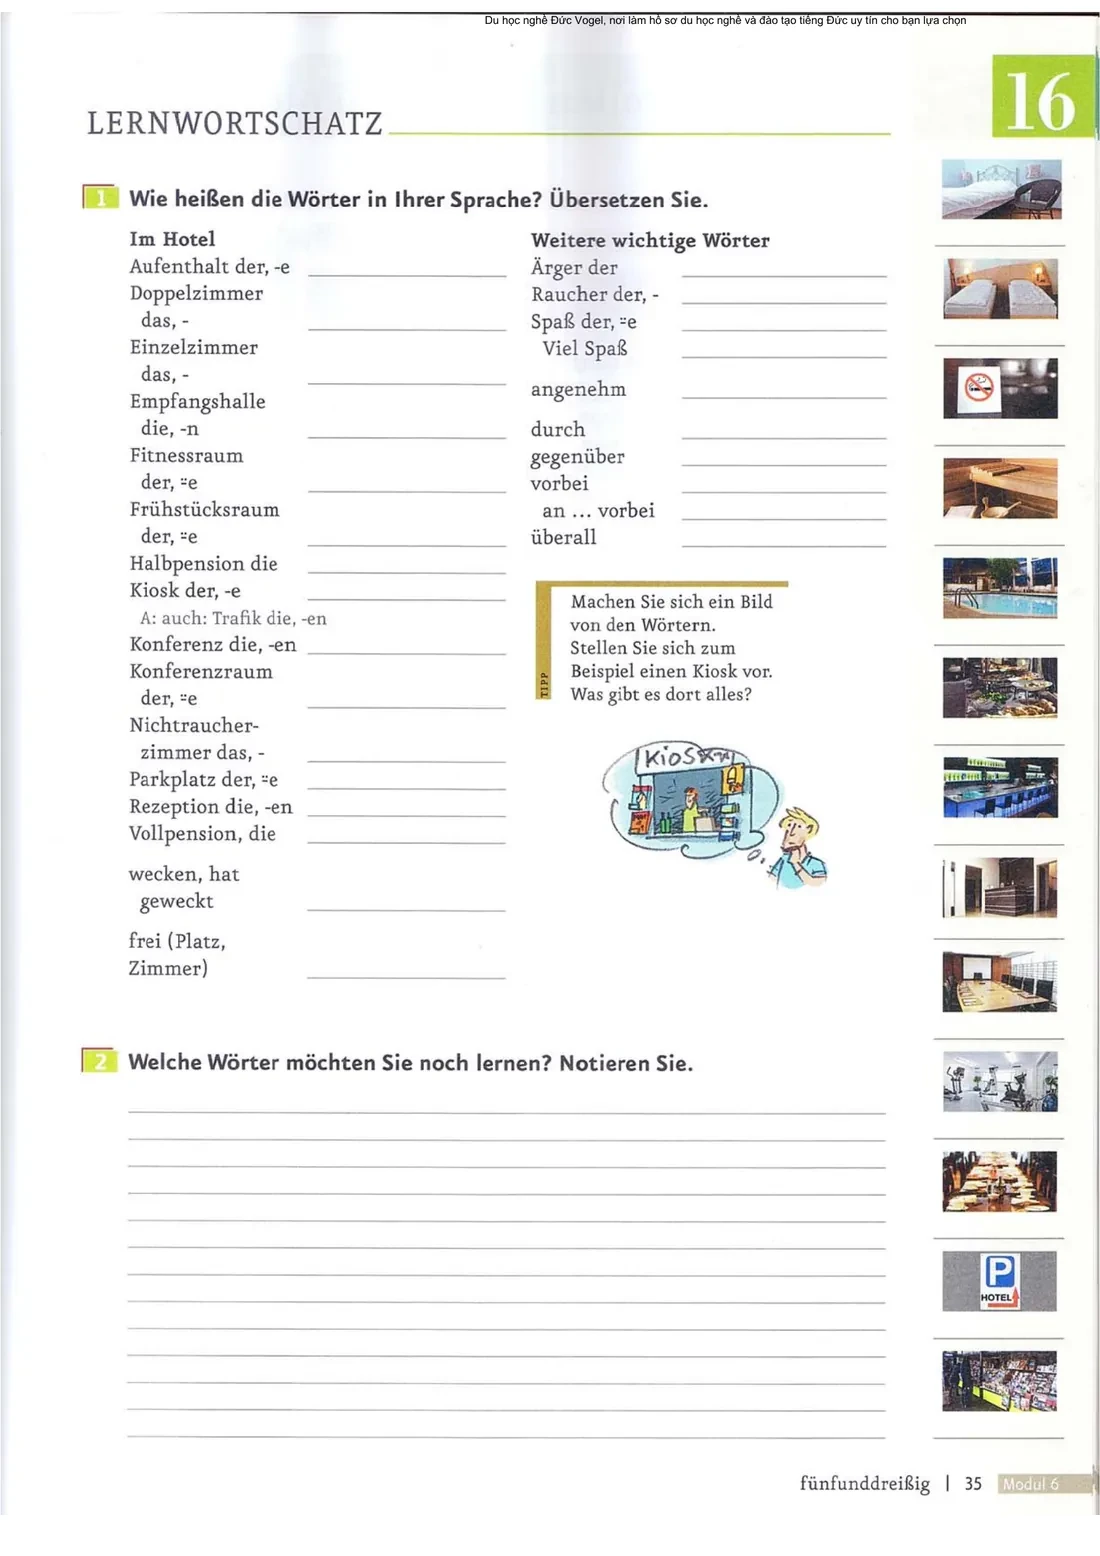 Du học nghề Đức Vogel, nơi làm hồ sơ du học nghề và đào tạo tiếng Đức uy tín cho bạn lựa chọn
16
LERNWORTSCHATZ
1 Wie heißen die Wörter in Ihrer Sprache? Übersetzen Sie.
Im Hotel
Aufenthalt der, -e
Doppelzimmer
das, -
Einzelzimmer
das, -
Empfangshalle
die, -n
Fitnessraum
der, ⸚e
Frühstücksraum
der, ⸚e
Halbpension die
Kiosk der, -e
A: auch: Trafik die, -en
Konferenz die, -en
Konferenzraum
der, ⸚e
Nichtraucher-
zimmer das, -
Parkplatz der, ⸚e
Rezeption die, -en
Vollpension, die
wecken, hat
geweckt
frei (Platz,
Zimmer)
Weitere wichtige Wörter
Ärger der
Raucher der, -
Spaß der, ⸚e
Viel Spaß
angenehm
durch
gegenüber
vorbei
an ... vorbei
überall
TIPP
Machen Sie sich ein Bild
von den Wörtern.
Stellen Sie sich zum
Beispiel einen Kiosk vor.
Was gibt es dort alles?
KIOSK
2 Welche Wörter möchten Sie noch lernen? Notieren Sie.
P
HOTEL
fünfunddreißig | 35 Modul 6